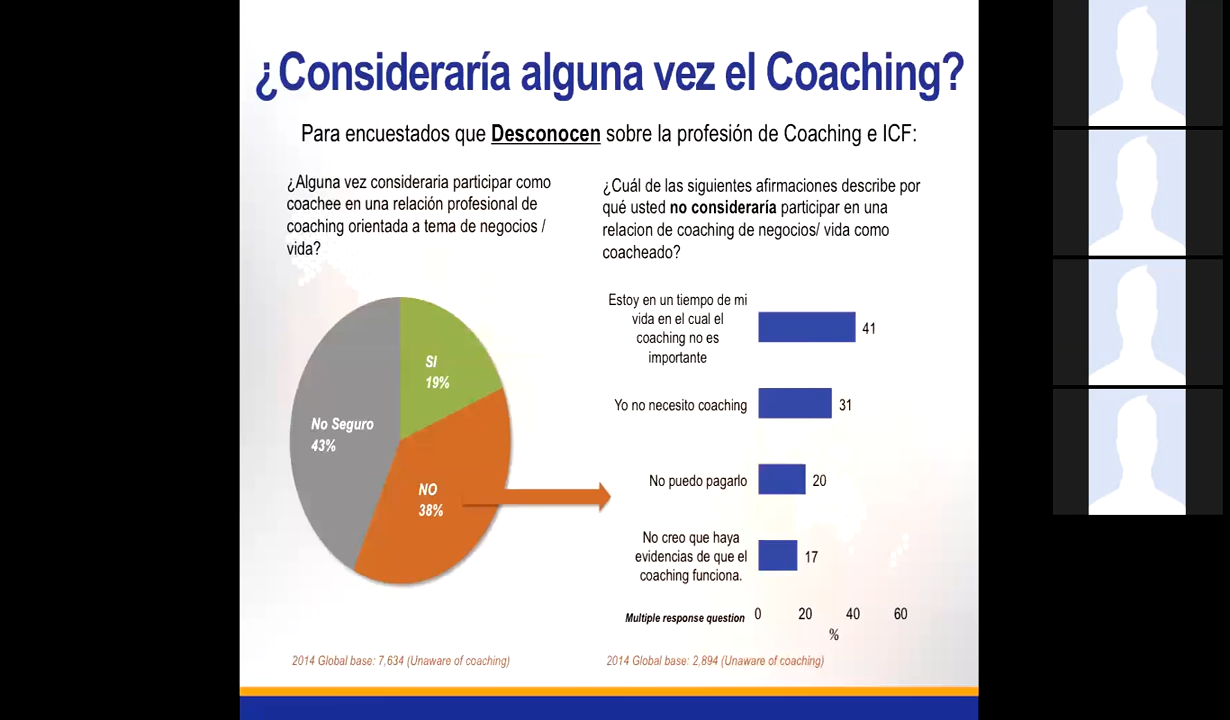 ¿Consideraría alguna vez el Coaching?
Para encuestados que Desconocen sobre la profesión de Coaching e ICF:
¿Alguna vez consideraria participar como
coachee en una relación profesional de
coaching orientada a tema de negocios /
vida?
SI
19%
No Seguro
43%
NO
38%
2014 Global base: 7,634 (Unaware of coaching)
¿Cuál de las siguientes afirmaciones describe por
qué usted no consideraría participar en una
relacion de coaching de negocios/ vida como
coacheado?
Estoy en un tiempo de mi
vida en el cual el
coaching no es
importante
41
Yo no necesito coaching
31
No puedo pagarlo
20
No creo que haya
evidencias de que el
coaching funciona.
17
Multiple response question
0 20 40 60
%
2014 Global base: 2,894 (Unaware of coaching)